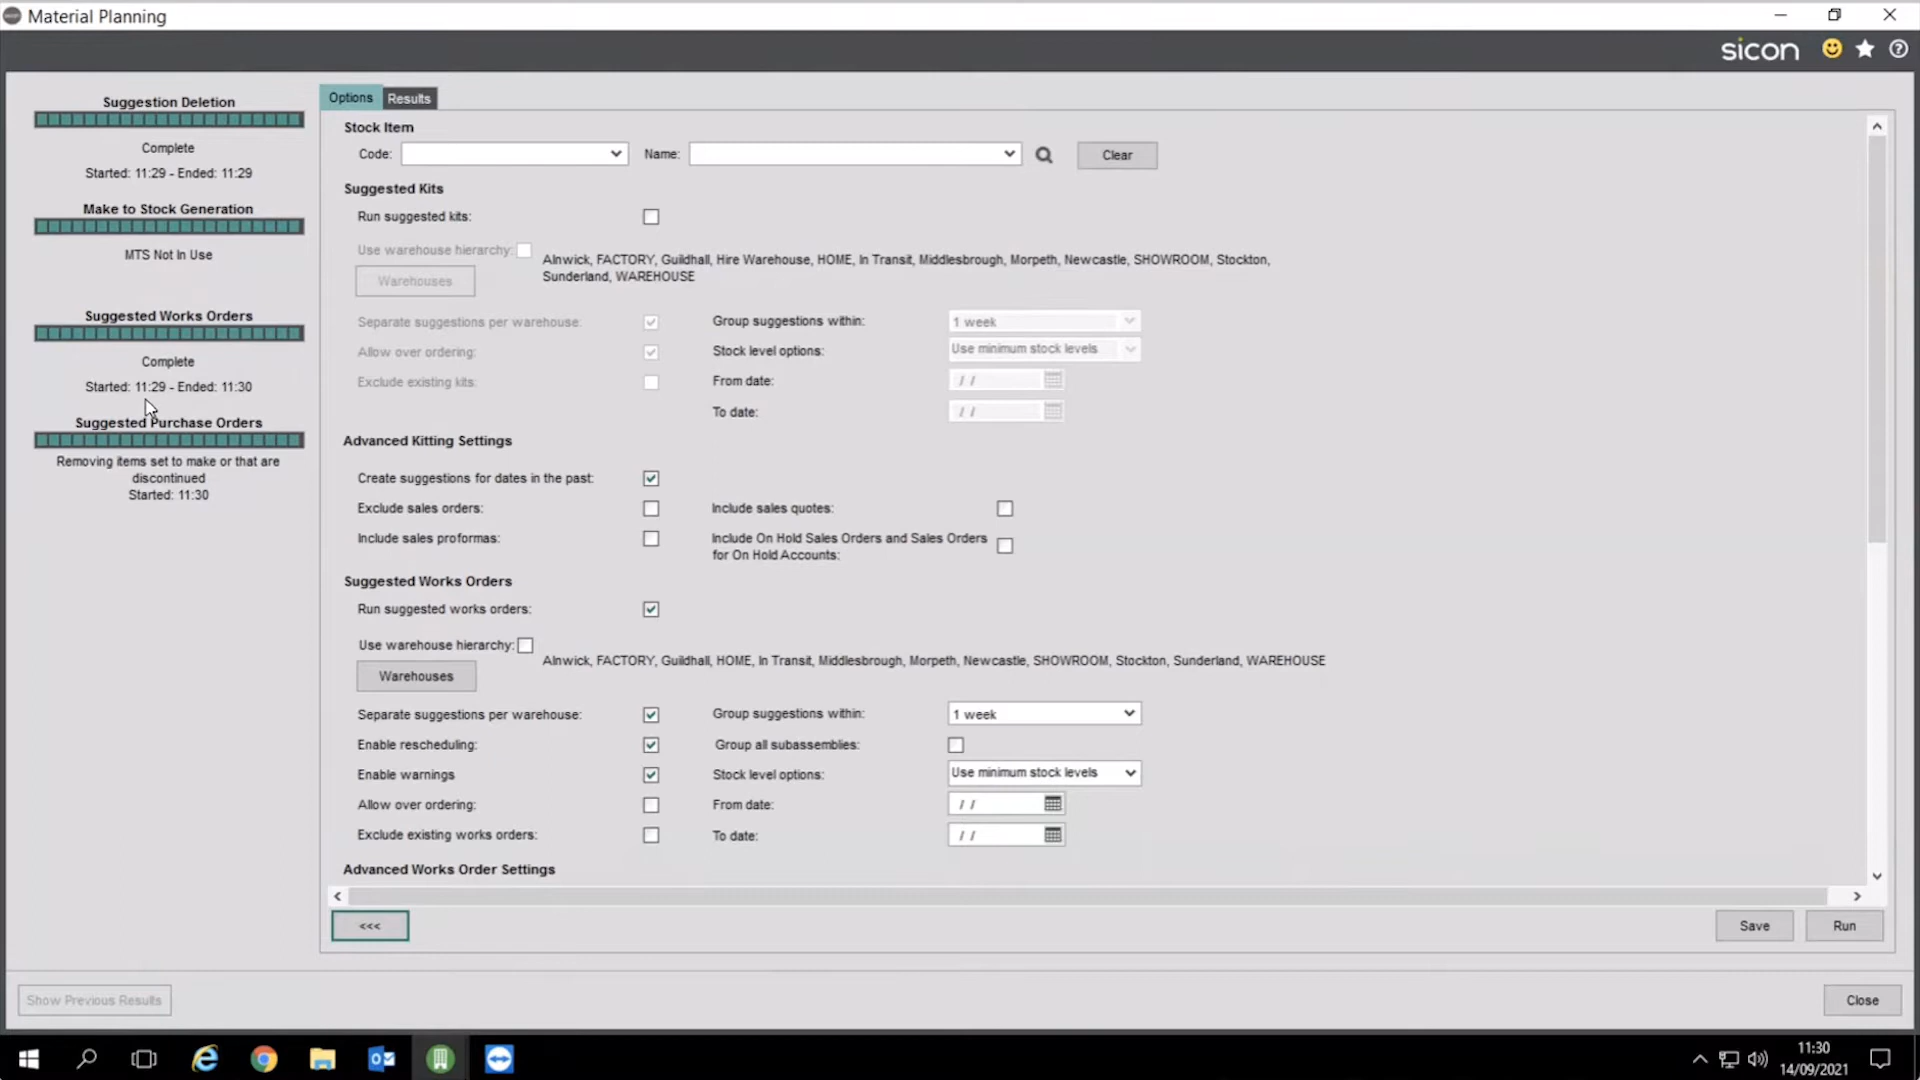 Material Planning
sicon
Suggestion Deletion
Complete
Started: 11:29 - Ended: 11:29
Make to Stock Generation
MTS Not In Use
Suggested Works Orders
Complete
Started: 11:29 - Ended: 11:30
Suggested Purchase Orders
Removing items set to make or that are
discontinued
Started: 11:30
Options Results
Stock Item
Code: Name: Clear
Suggested Kits
Run suggested kits:
Use warehouse hierarchy:
Warehouses
Alnwick, FACTORY, Guildhall, Hire Warehouse, HOME, In Transit, Middlesbrough, Morpeth, Newcastle, SHOWROOM, Stockton,
Sunderland, WAREHOUSE
Separate suggestions per warehouse: Group suggestions within: 1 week
Allow over ordering: Stock level options: Use minimum stock levels
Exclude existing kits: From date: / /
To date: / /
Advanced Kitting Settings
Create suggestions for dates in the past:
Exclude sales orders: Include sales quotes:
Include sales proformas: Include On Hold Sales Orders and Sales Orders
for On Hold Accounts:
Suggested Works Orders
Run suggested works orders:
Use warehouse hierarchy:
Alnwick, FACTORY, Guildhall, HOME, In Transit, Middlesbrough, Morpeth, Newcastle, SHOWROOM, Stockton, Sunderland, WAREHOUSE
Warehouses
Separate suggestions per warehouse: Group suggestions within: 1 week
Enable rescheduling: Group all subassemblies:
Enable warnings Stock level options: Use minimum stock levels
Allow over ordering: From date: / /
Exclude existing works orders: To date: / /
Advanced Works Order Settings
<<< Save Run
Show Previous Results Close
11:30
14/09/2021